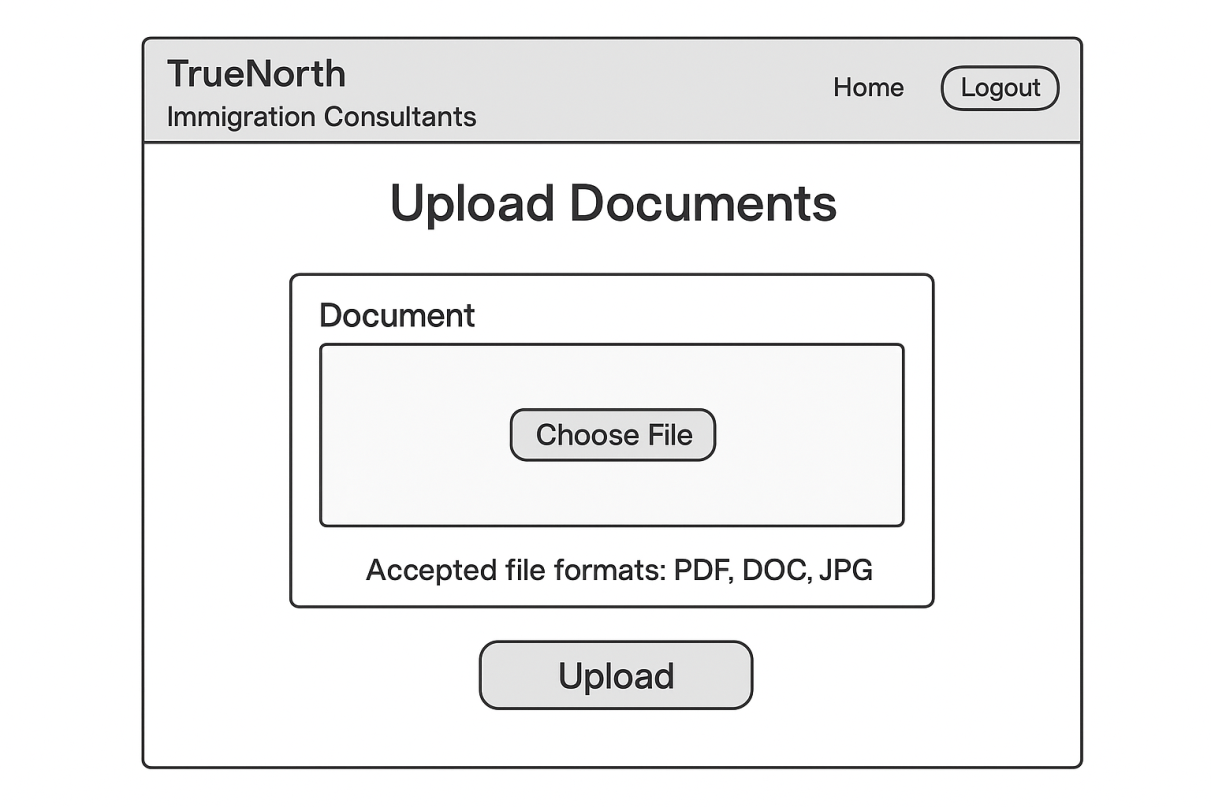 TrueNorth
Immigration Consultants
Home
Logout
Upload Documents
Document
Choose File
Accepted file formats: PDF, DOC, JPG
Upload